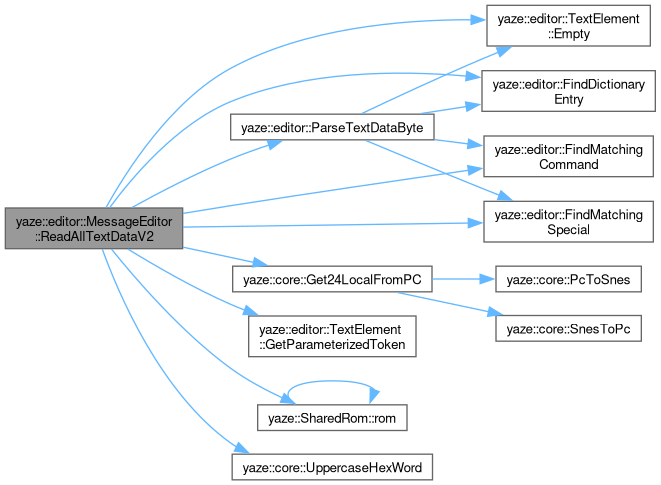 yaze::editor::MessageEditor
::ReadAllTextDataV2
yaze::editor::ParseTextDataByte
yaze::editor::TextElement
::Empty
yaze::editor::FindDictionary
Entry
yaze::editor::FindMatching
Command
yaze::editor::FindMatching
Special
yaze::core::Get24LocalFromPC
yaze::core::PcToSnes
yaze::core::SnesToPc
yaze::editor::TextElement
::GetParameterizedToken
yaze::SharedRom::rom
yaze::core::UppercaseHexWord